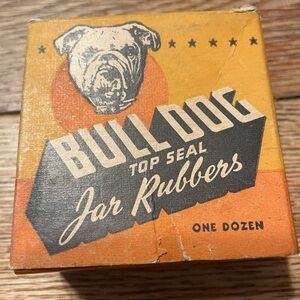 BULL DOG
TOP SEAL
Jar Rubbers
ONE DOZEN